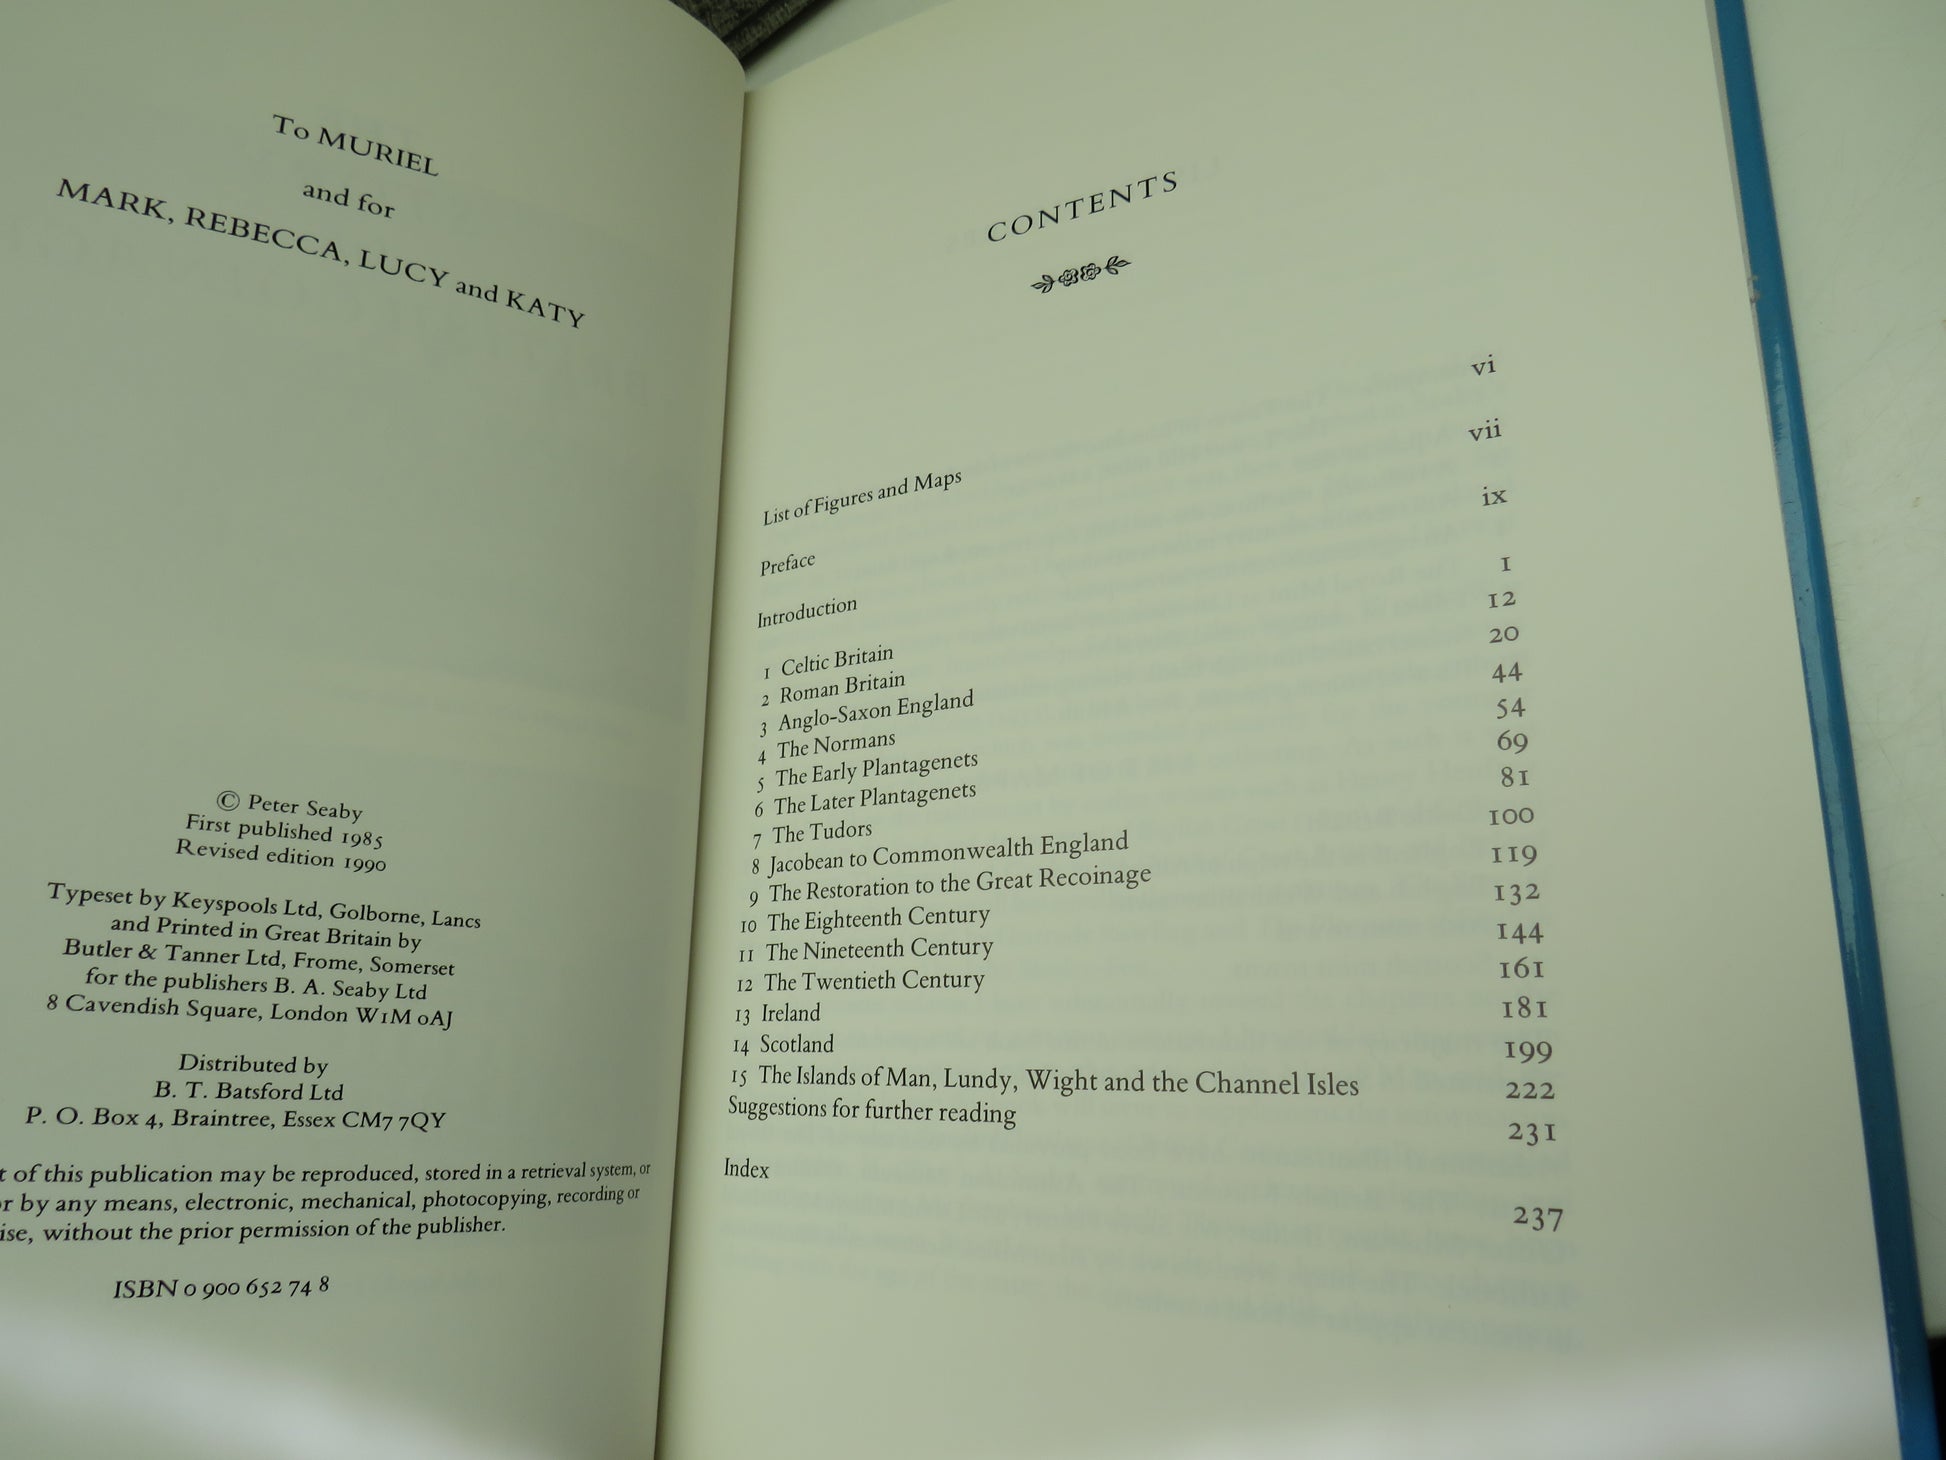 To MURIEL
and for
MARK, REBECCA, LUCY and KATY
© Peter Seaby
First published 1985
Revised edition 1990
Typeset by Keyspools Ltd, Golborne, Lancs
and Printed in Great Britain by
Butler & Tanner Ltd, Frome, Somerset
for the publishers B. A. Seaby Ltd
8 Cavendish Square, London W1M 0AJ
Distributed by
B. T. Batsford Ltd
P. O. Box 4, Braintree, Essex CM7 7QY
of this publication may be reproduced, stored in a retrieval system, or
by any means, electronic, mechanical, photocopying, recording or
without the prior permission of the publisher.
ISBN 0 900 652 74 8
CONTENTS
List of Figures and Maps vi
Preface vii
Introduction ix
1 Celtic Britain 1
2 Roman Britain 12
3 Anglo-Saxon England 20
4 The Normans 44
5 The Early Plantagenets 54
6 The Later Plantagenets 69
7 The Tudors 81
8 Jacobean to Commonwealth England 100
9 The Restoration to the Great Recoinage 119
10 The Eighteenth Century 132
11 The Nineteenth Century 144
12 The Twentieth Century 161
13 Ireland 181
14 Scotland 199
15 The Islands of Man, Lundy, Wight and the Channel Isles 222
Suggestions for further reading 231
Index 237